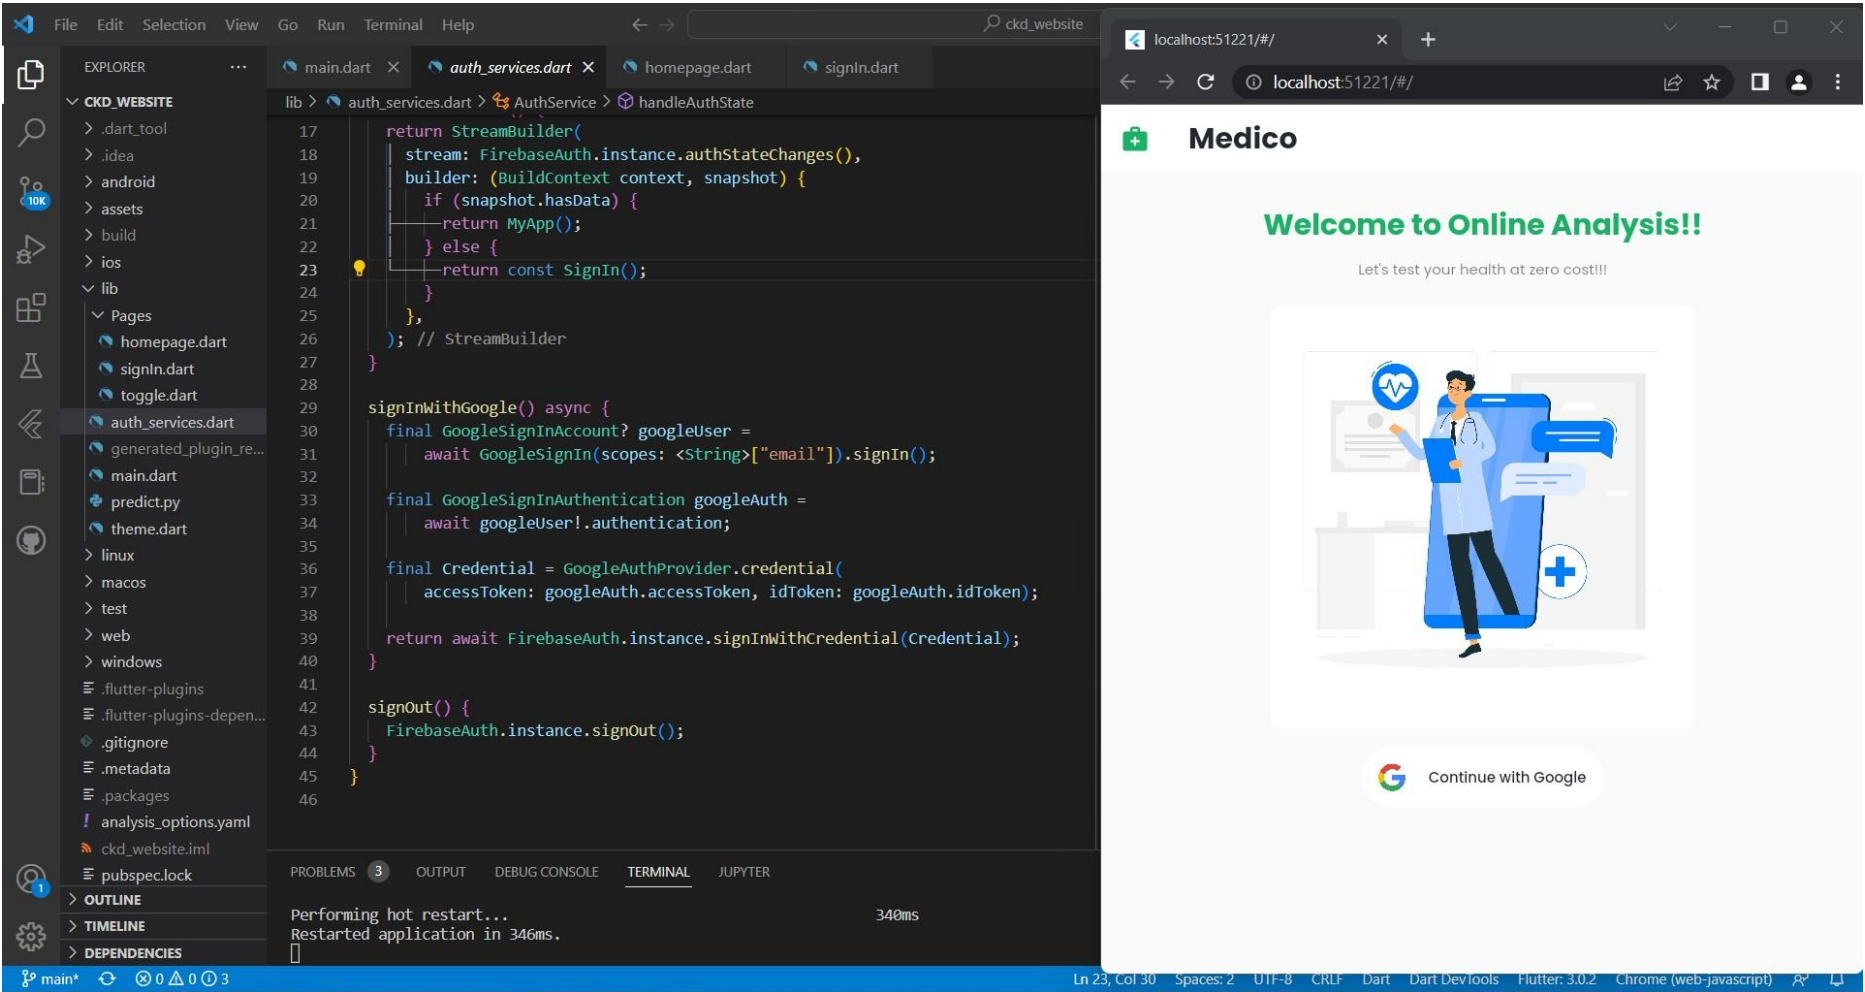 File Edit Selection View Go Run Terminal Help
ckd_website
EXPLORER
CKD_WEBSITE
.dart_tool
.idea
android
assets
build
ios
lib
Pages
homepage.dart
signIn.dart
toggle.dart
auth_services.dart
generated_plugin_re...
main.dart
predict.py
theme.dart
linux
macos
test
web
windows
.flutter-plugins
.flutter-plugins-depen...
.gitignore
.metadata
.packages
analysis_options.yaml
ckd_website.iml
pubspec.lock
OUTLINE
TIMELINE
DEPENDENCIES
10K
1
main.dart auth_services.dart homepage.dart signIn.dart
lib > auth_services.dart > AuthService > handleAuthState
17 return StreamBuilder(
18 stream: FirebaseAuth.instance.authStateChanges(),
19 builder: (BuildContext context, snapshot) {
20 if (snapshot.hasData) {
21 return MyApp();
22 } else {
23 return const SignIn();
24 }
25 },
26 ); // StreamBuilder
27 }
28
29 signInWithGoogle() async {
30 final GoogleSignInAccount? googleUser =
31 await GoogleSignIn(scopes: <String>["email"]).signIn();
32
33 final GoogleSignInAuthentication googleAuth =
34 await googleUser!.authentication;
35
36 final Credential = GoogleAuthProvider.credential(
37 accessToken: googleAuth.accessToken, idToken: googleAuth.idToken);
38
39 return await FirebaseAuth.instance.signInWithCredential(Credential);
40 }
41
42 signOut() {
43 FirebaseAuth.instance.signOut();
44 }
45 }
46
PROBLEMS 3 OUTPUT DEBUG CONSOLE TERMINAL JUPYTER
Performing hot restart... 340ms
Restarted application in 346ms.
main* 0 0 3
Ln 23, Col 30 Spaces: 2 UTF-8 CRLF Dart Dart DevTools Flutter: 3.0.2 Chrome (web-javascript)
localhost:51221/#/
localhost:51221/#/
Medico
Welcome to Online Analysis!!
Let's test your health at zero cost!!!
Continue with Google